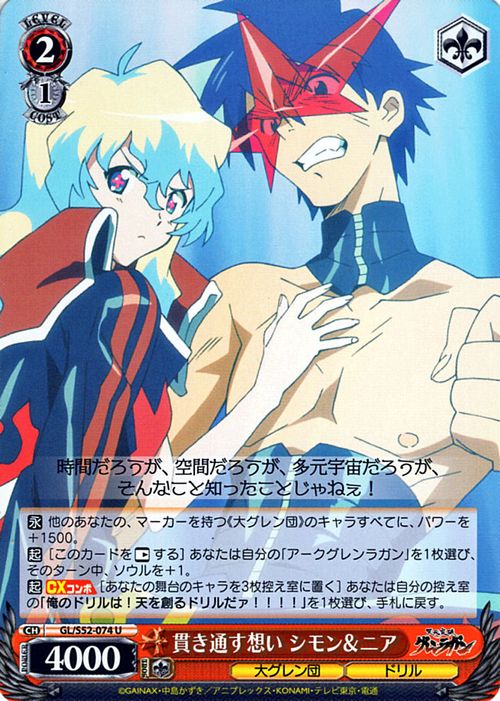 LEVEL
2
1
COST
時間だろうが、空間だろうが、多元宇宙だろうが、
そんなこと知ったことじゃねぇ！
永 他のあなたの、マーカーを持つ《大グレン団》のキャラすべてに、パワーを
+1500。
起 [このカードをする] あなたは自分の「アークグレンラガン」を1枚選び、
そのターン中、ソウルを+1。
起 CXコンボ [あなたの舞台のキャラを3枚控え室に置く] あなたは自分の控え室
の「俺のドリルは！天を創るドリルだァ！！！！」を1枚選び、手札に戻す。
CH GL/S52-074 U
貫き通す想い シモン&ニア
天元突破
グレンラガン
POWER
4000
SOUL
大グレン団
ドリル
©GAINAX・中島かずき／アニプレックス・KONAMI・テレビ東京・電通